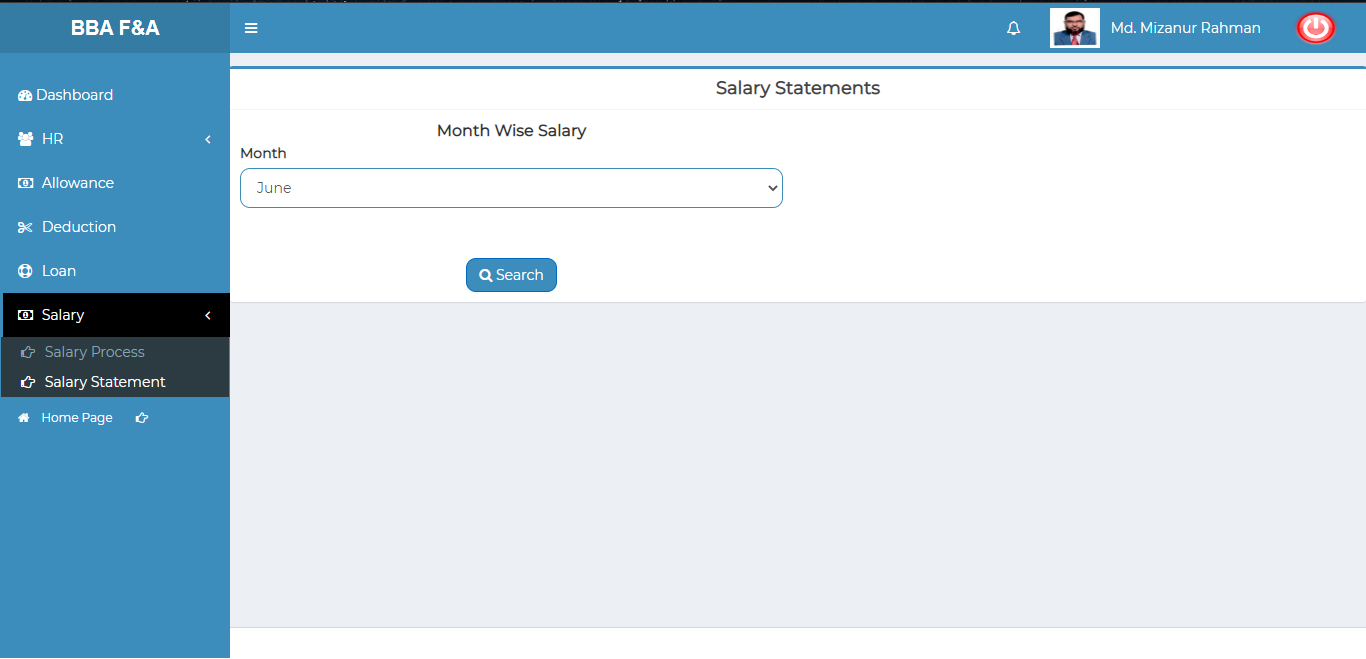 BBA F&A
Md. Mizanur Rahman
Dashboard
HR
Allowance
Deduction
Loan
Salary
Salary Process
Salary Statement
Home Page
Salary Statements
Month Wise Salary
Month
June
Search